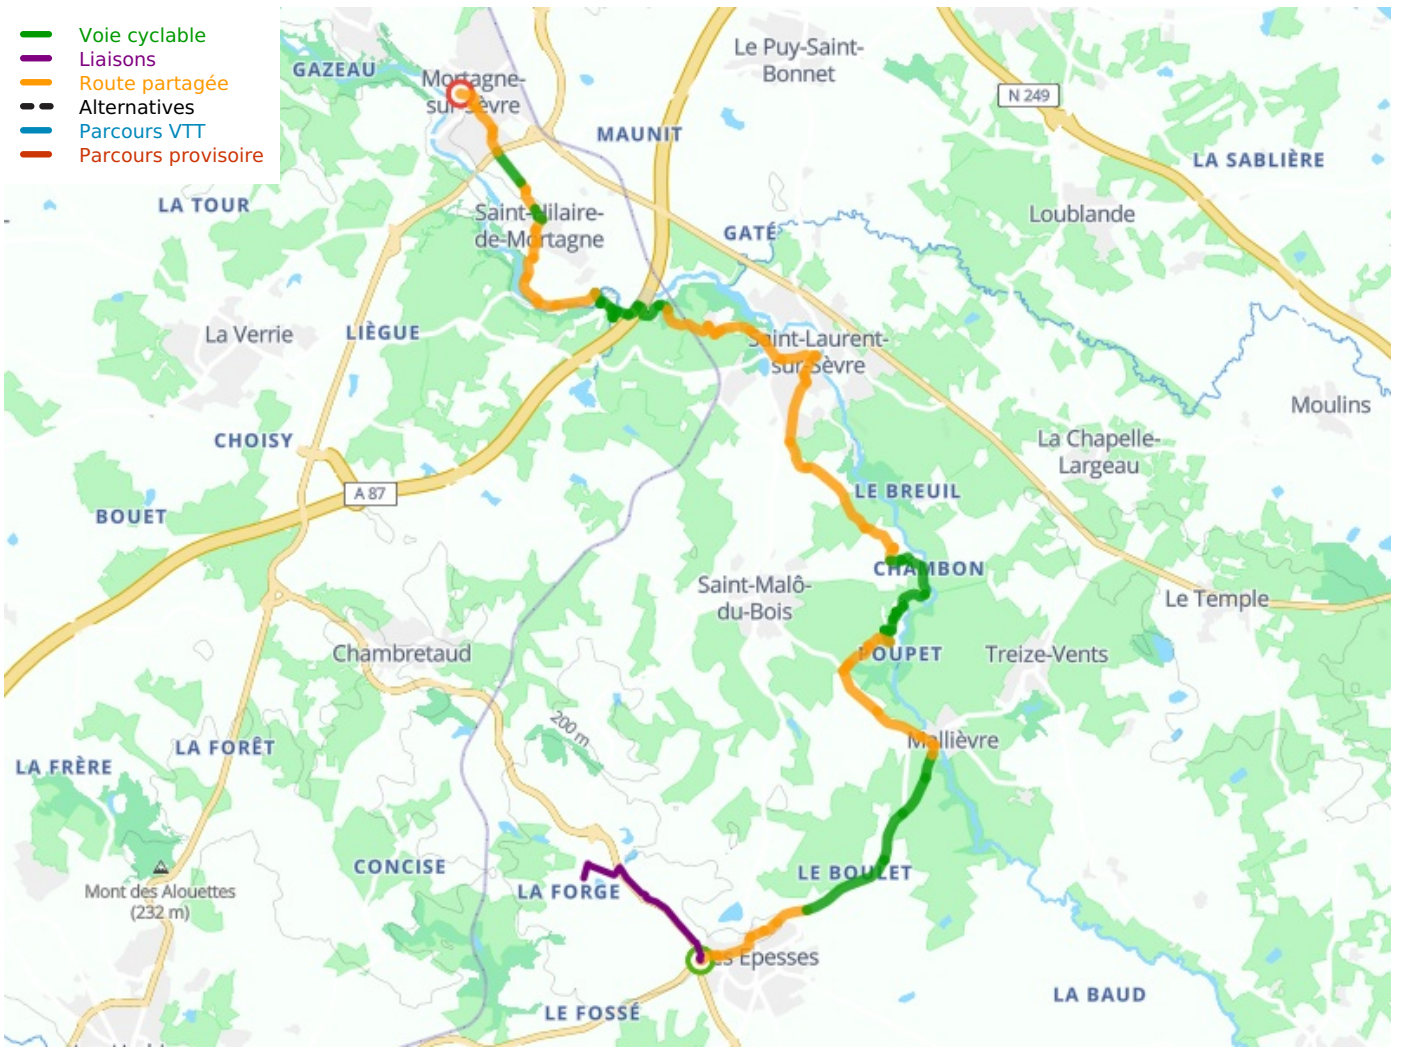 Voie cyclable
Liaisons
Route partagée
Alternatives
Parcours VTT
Parcours provisoire
GAZEAU
Mortagne-
sur-Sèvre
Le Puy-Saint-
Bonnet
N 249
MAUNIT
LA SABLIÈRE
LA TOUR
Saint-Hilaire-
de-Mortagne
GATÉ
Loublande
La Verrie
LIÈGUE
Saint-Laurent-
sur-Sèvre
Moulins
CHOISY
La Chapelle-
Largeau
A 87
LE BREUIL
BOUET
CHAMBON
Saint-Malô-
du-Bois
Le Temple
Chambretaud
POUPET
Treize-Vents
200 m
LA FORÊT
Mallièvre
LA FRÈRE
CONCISE
LE BOULET
Mont des Alouettes
(232 m)
LA FORGE
Les Epesses
LA BAUD
LE FOSSÉ